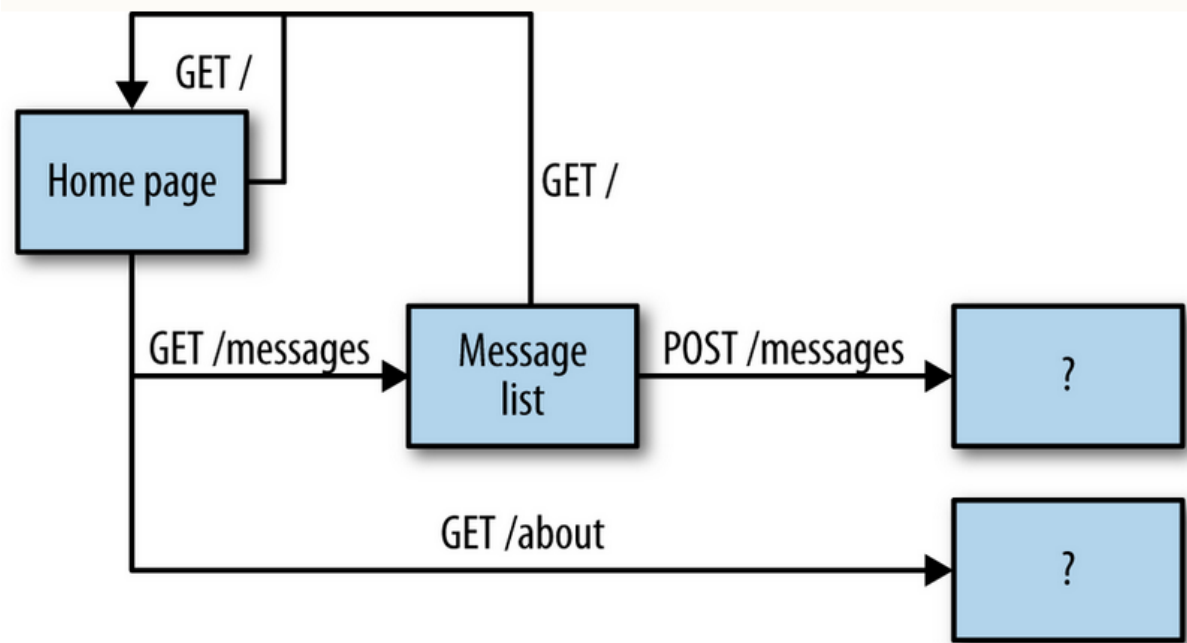 GET /
Home page
GET /
GET /messages
Message
list
POST /messages
?
GET /about
?